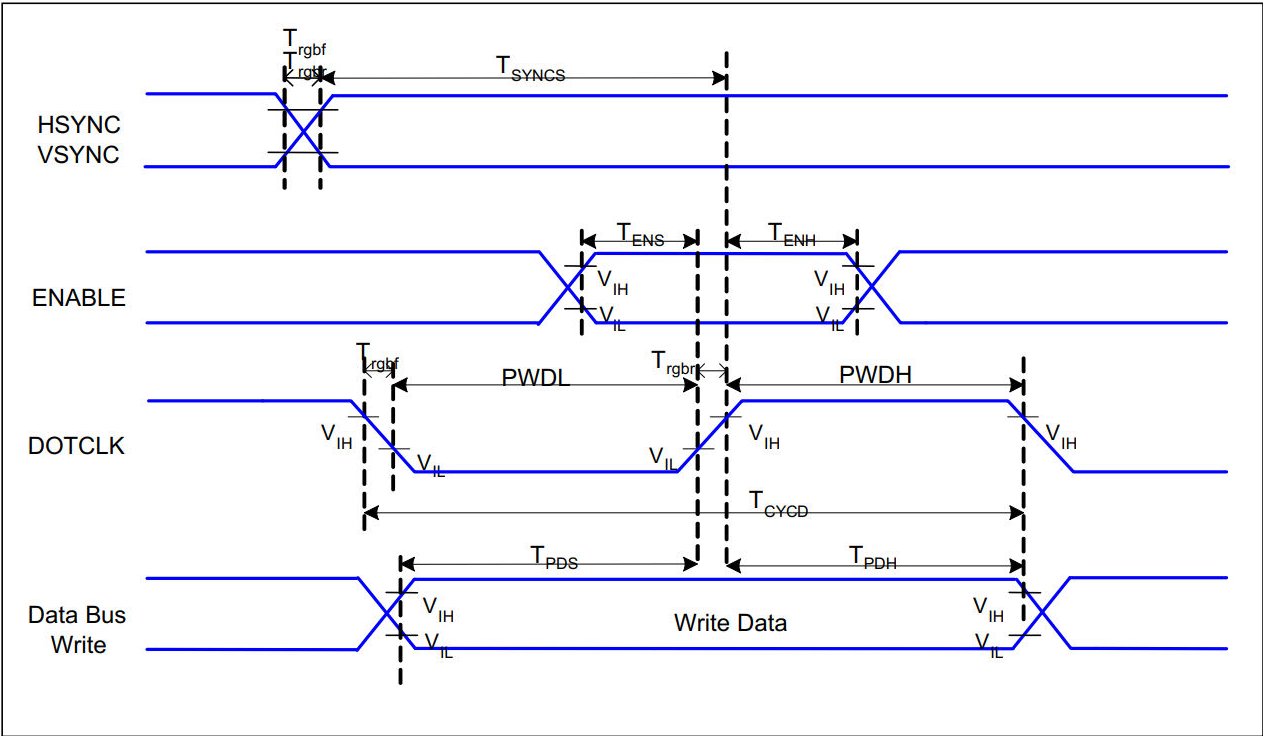 Trgbf
Trgbr
TSYNCS
HSYNC
VSYNC
TENS
TENH
VIH
VIH
ENABLE
VIL
VIL
Trgbf
PWDL
Trgbr
PWDH
VIH
VIH
VIH
DOTCLK
VIL
VIL
TCYCD
TPDS
TPDH
Data Bus
Write
VIH
Write Data
VIH
VIL
VIL